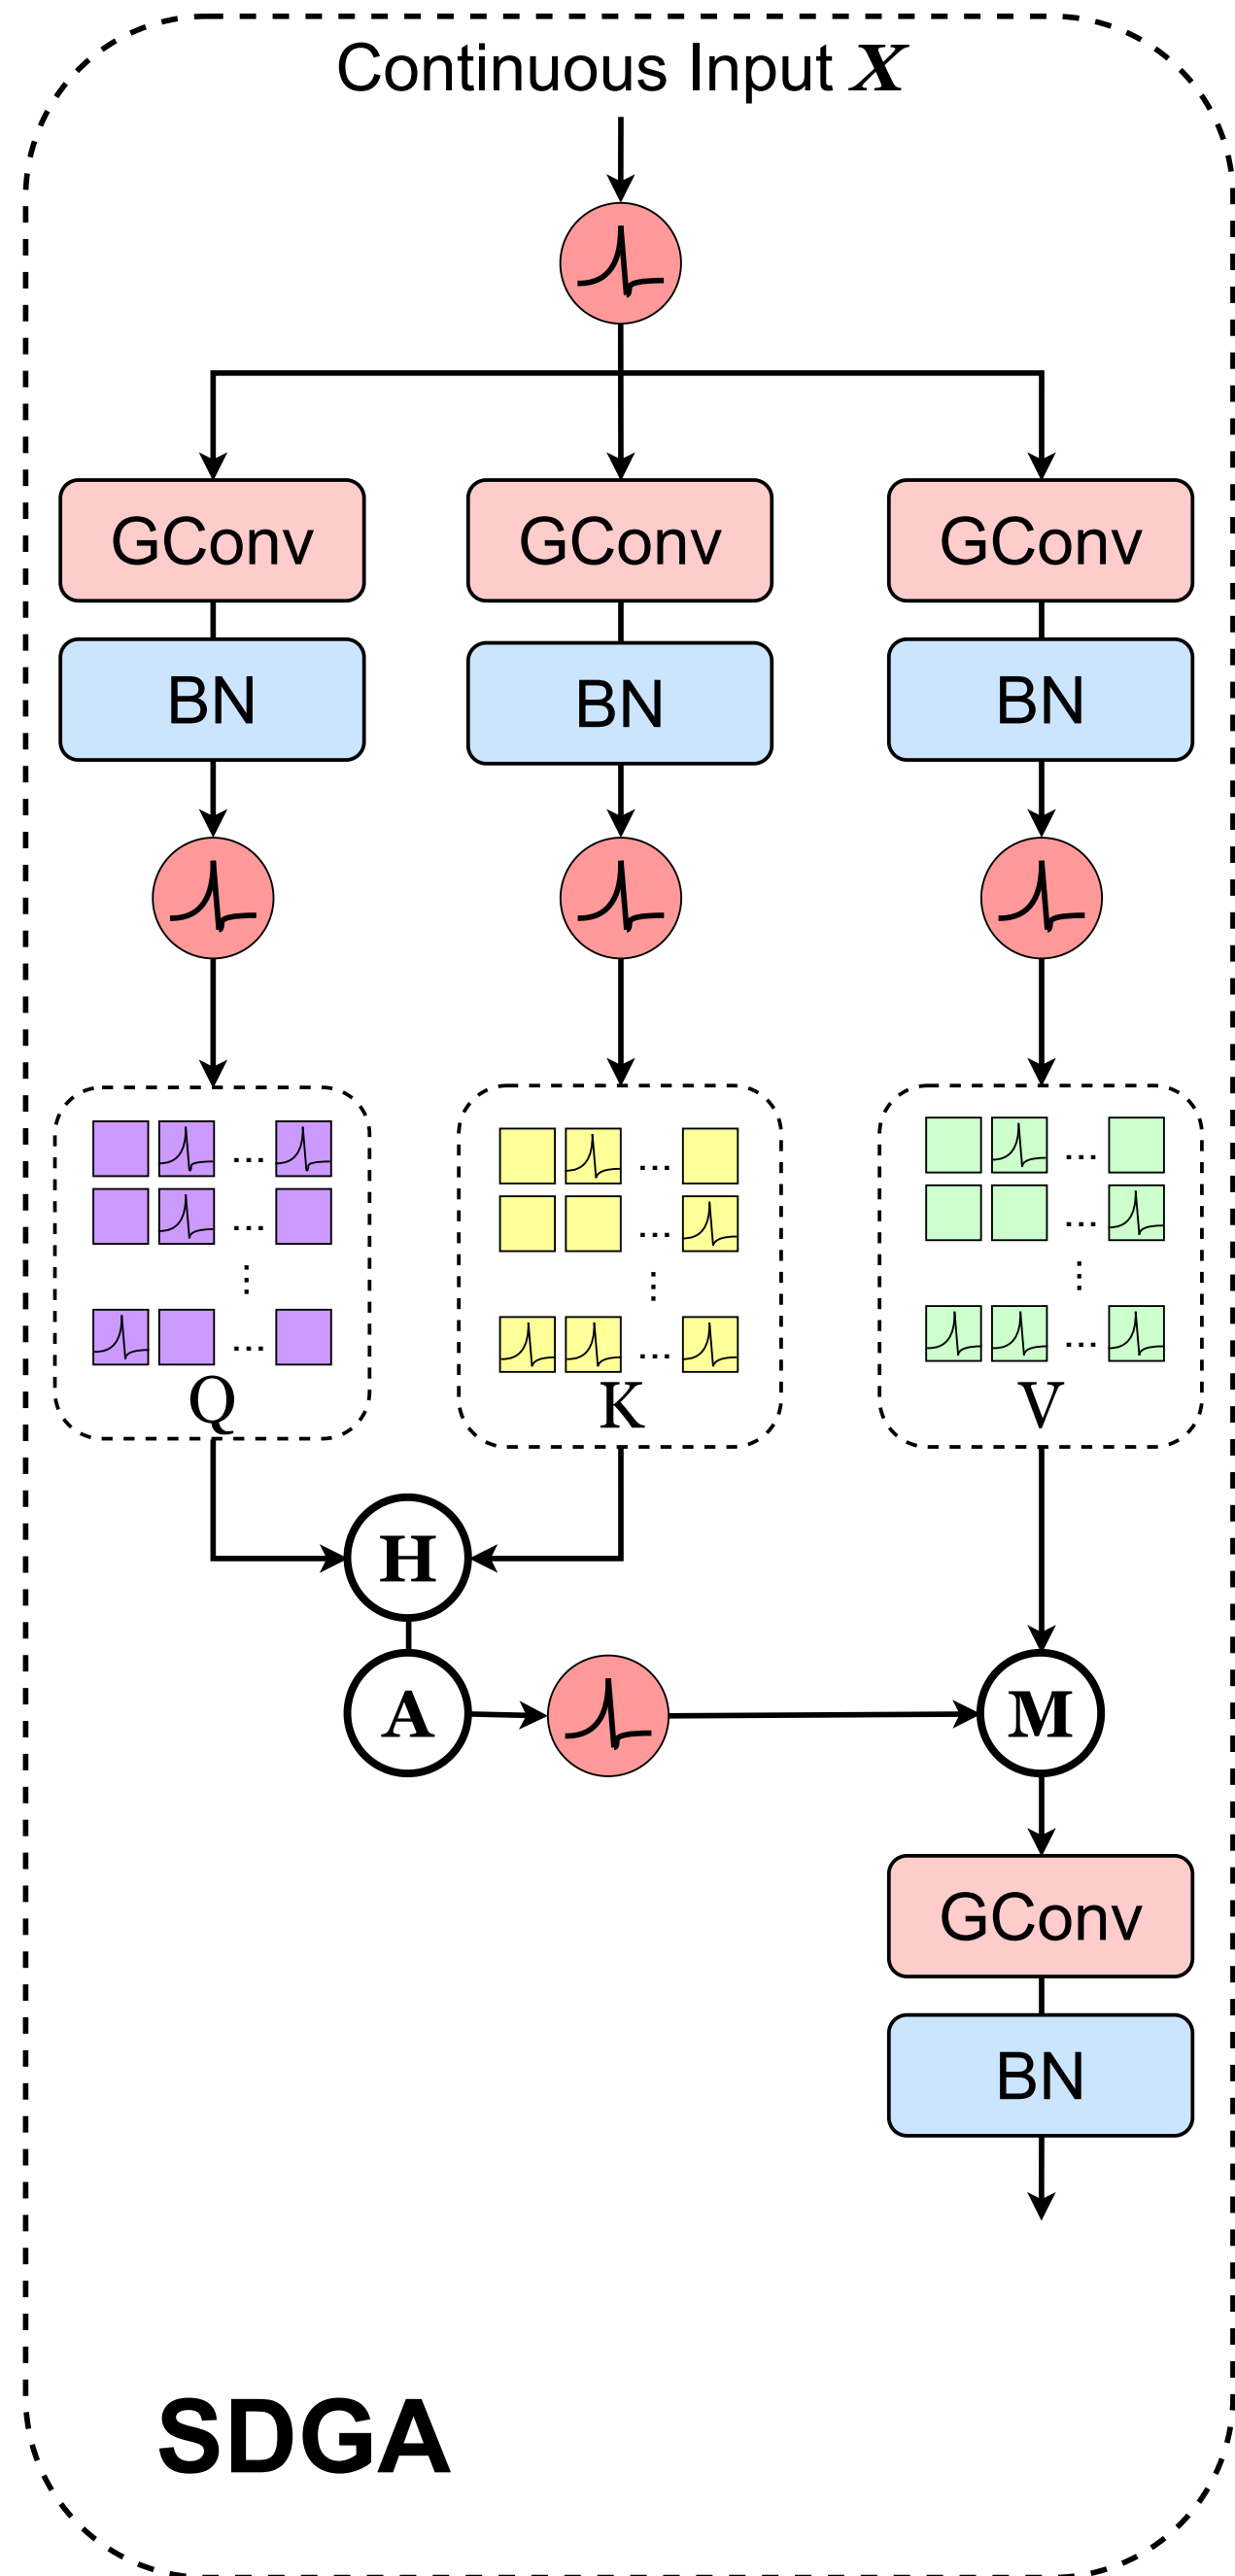 Continuous Input X
GConv GConv GConv
BN BN BN
... ... ...
... ... ...
... ... ...
... ... ...
Q K V
H
A M
GConv
BN
SDGA